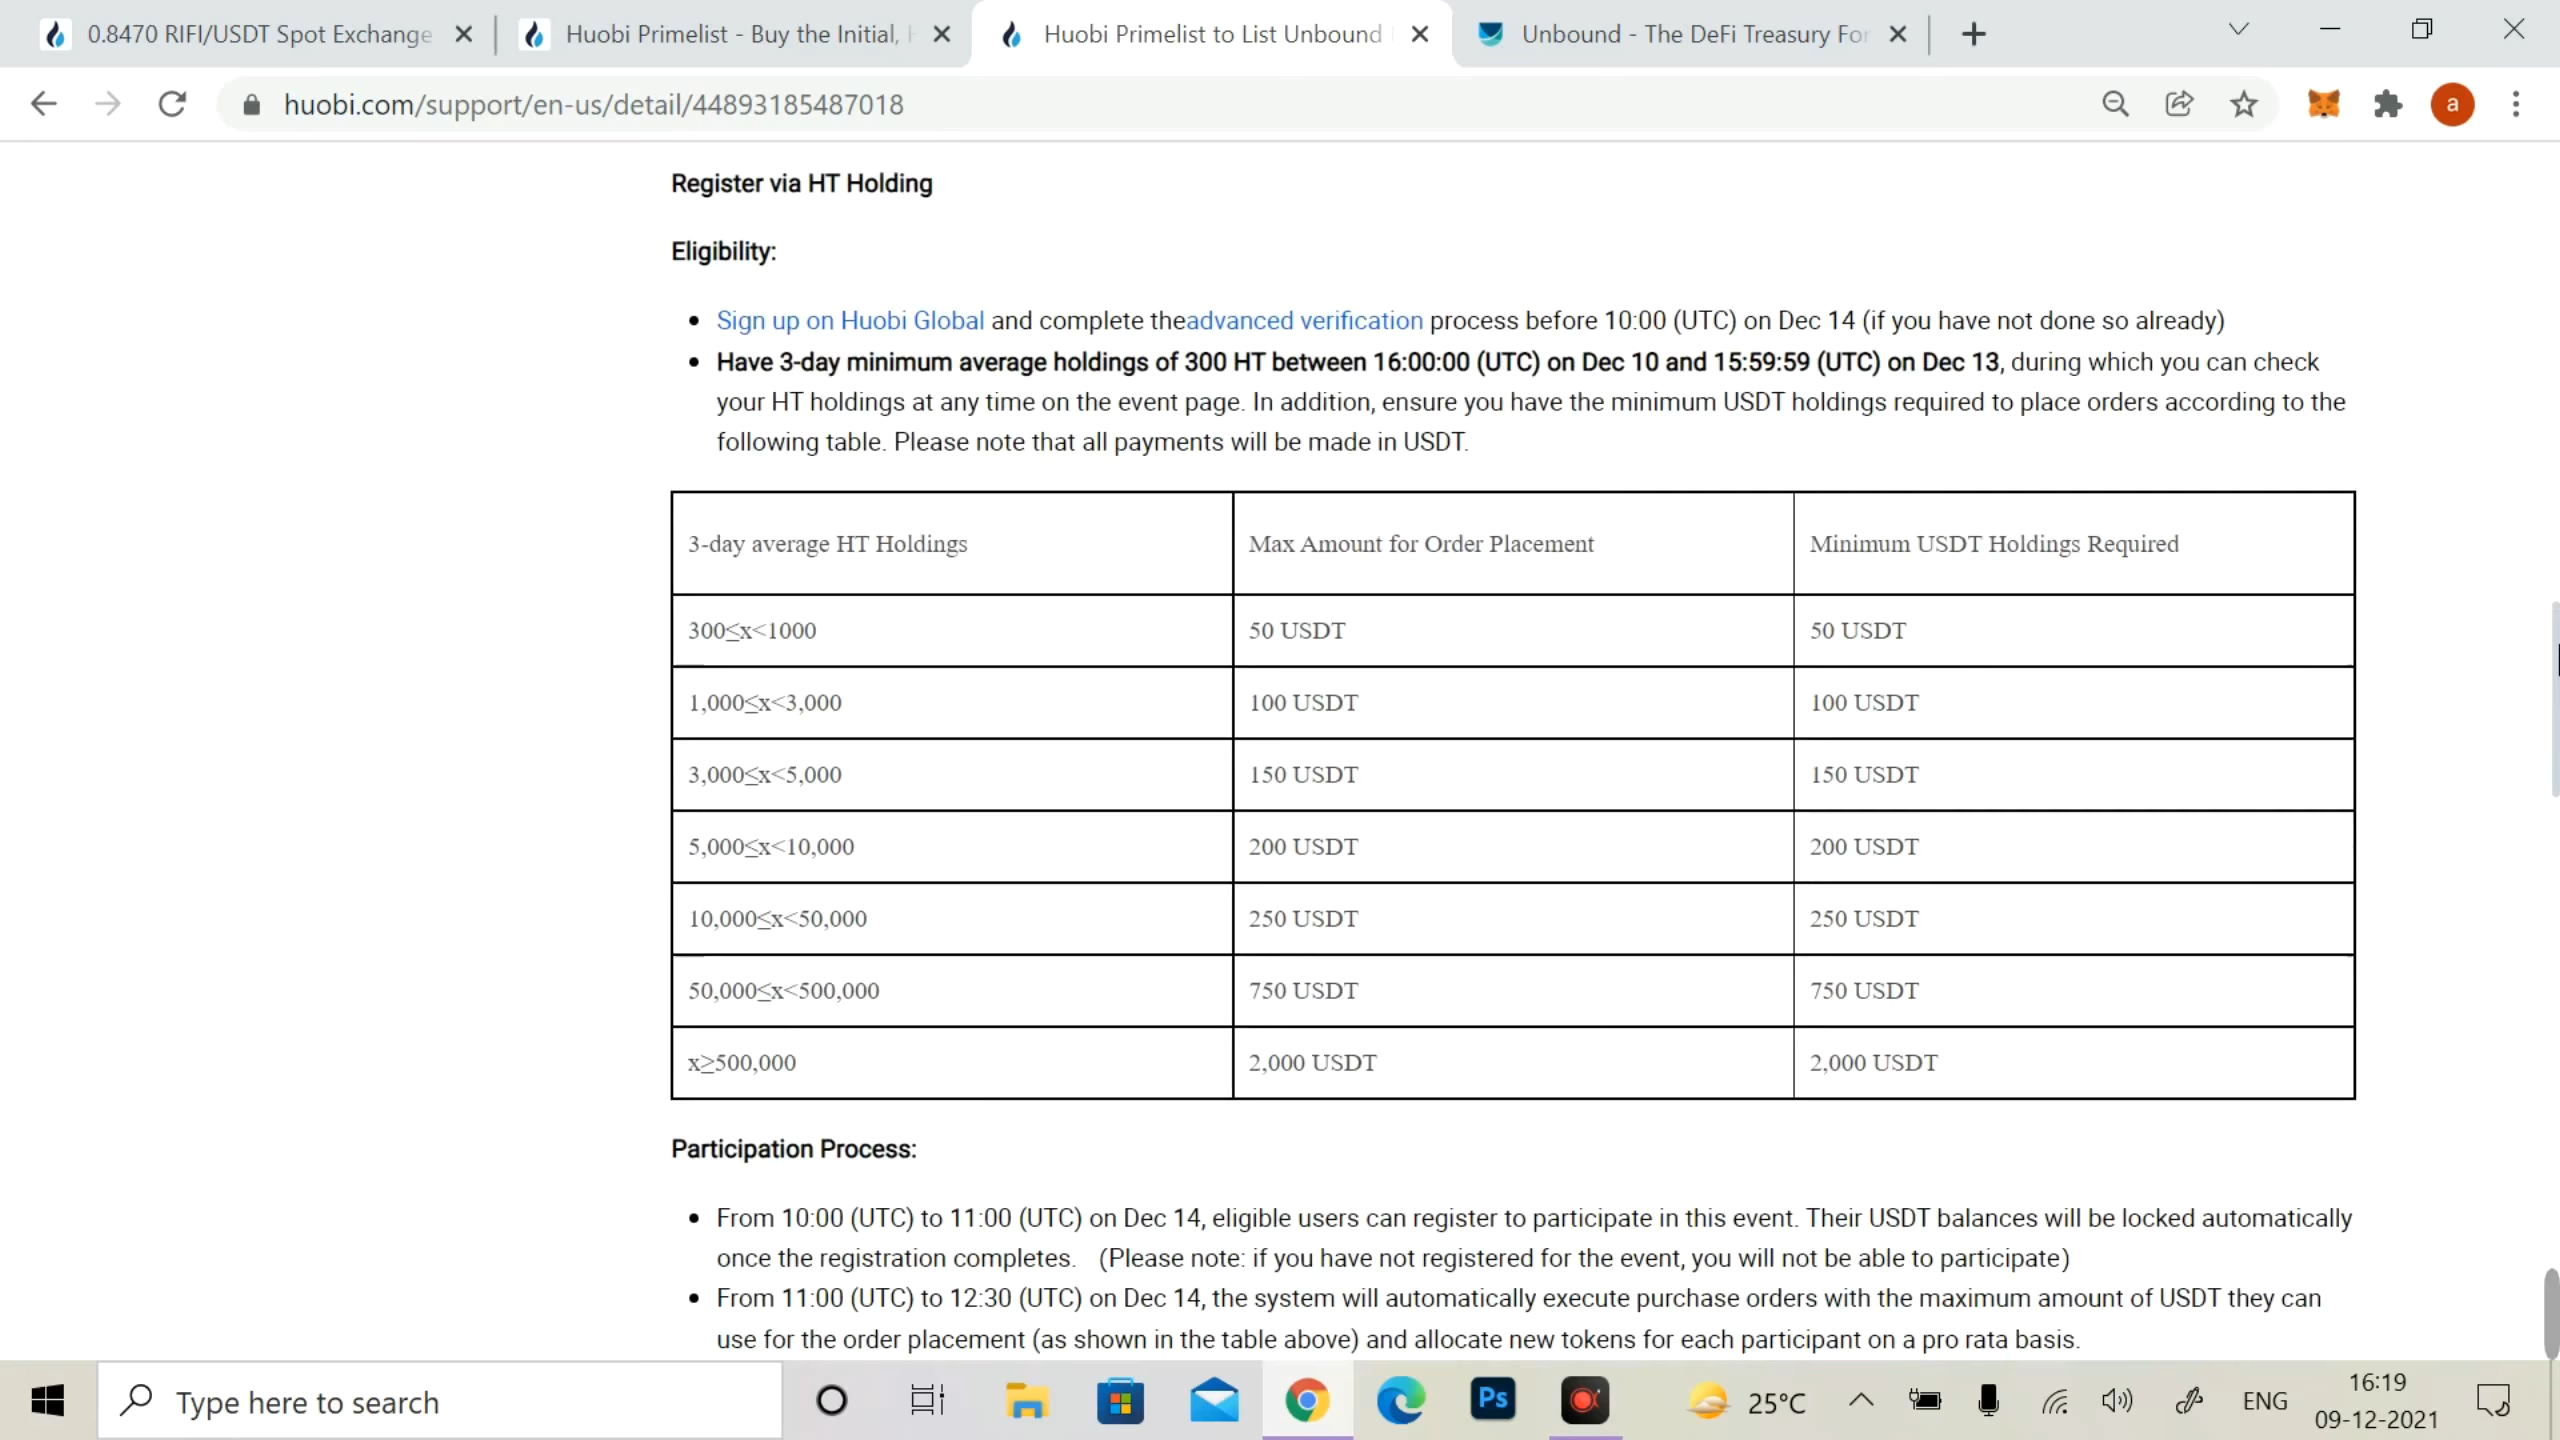 0.8470 RIFI/USDT Spot Exchange
Huobi Primelist - Buy the Initial,
Huobi Primelist to List Unbound
Unbound - The DeFi Treasury For
huobi.com/support/en-us/detail/44893185487018
a
Register via HT Holding
Eligibility:
• Sign up on Huobi Global and complete theadvanced verification process before 10:00 (UTC) on Dec 14 (if you have not done so already)
• Have 3-day minimum average holdings of 300 HT between 16:00:00 (UTC) on Dec 10 and 15:59:59 (UTC) on Dec 13, during which you can check
your HT holdings at any time on the event page. In addition, ensure you have the minimum USDT holdings required to place orders according to the
following table. Please note that all payments will be made in USDT.
3-day average HT Holdings Max Amount for Order Placement Minimum USDT Holdings Required
300≤x<1000 50 USDT 50 USDT
1,000≤x<3,000 100 USDT 100 USDT
3,000≤x<5,000 150 USDT 150 USDT
5,000≤x<10,000 200 USDT 200 USDT
10,000≤x<50,000 250 USDT 250 USDT
50,000≤x<500,000 750 USDT 750 USDT
x≥500,000 2,000 USDT 2,000 USDT
Participation Process:
• From 10:00 (UTC) to 11:00 (UTC) on Dec 14, eligible users can register to participate in this event. Their USDT balances will be locked automatically
once the registration completes. (Please note: if you have not registered for the event, you will not be able to participate)
• From 11:00 (UTC) to 12:30 (UTC) on Dec 14, the system will automatically execute purchase orders with the maximum amount of USDT they can
use for the order placement (as shown in the table above) and allocate new tokens for each participant on a pro rata basis.
Type here to search
Ps
25°C
ENG
16:19
09-12-2021